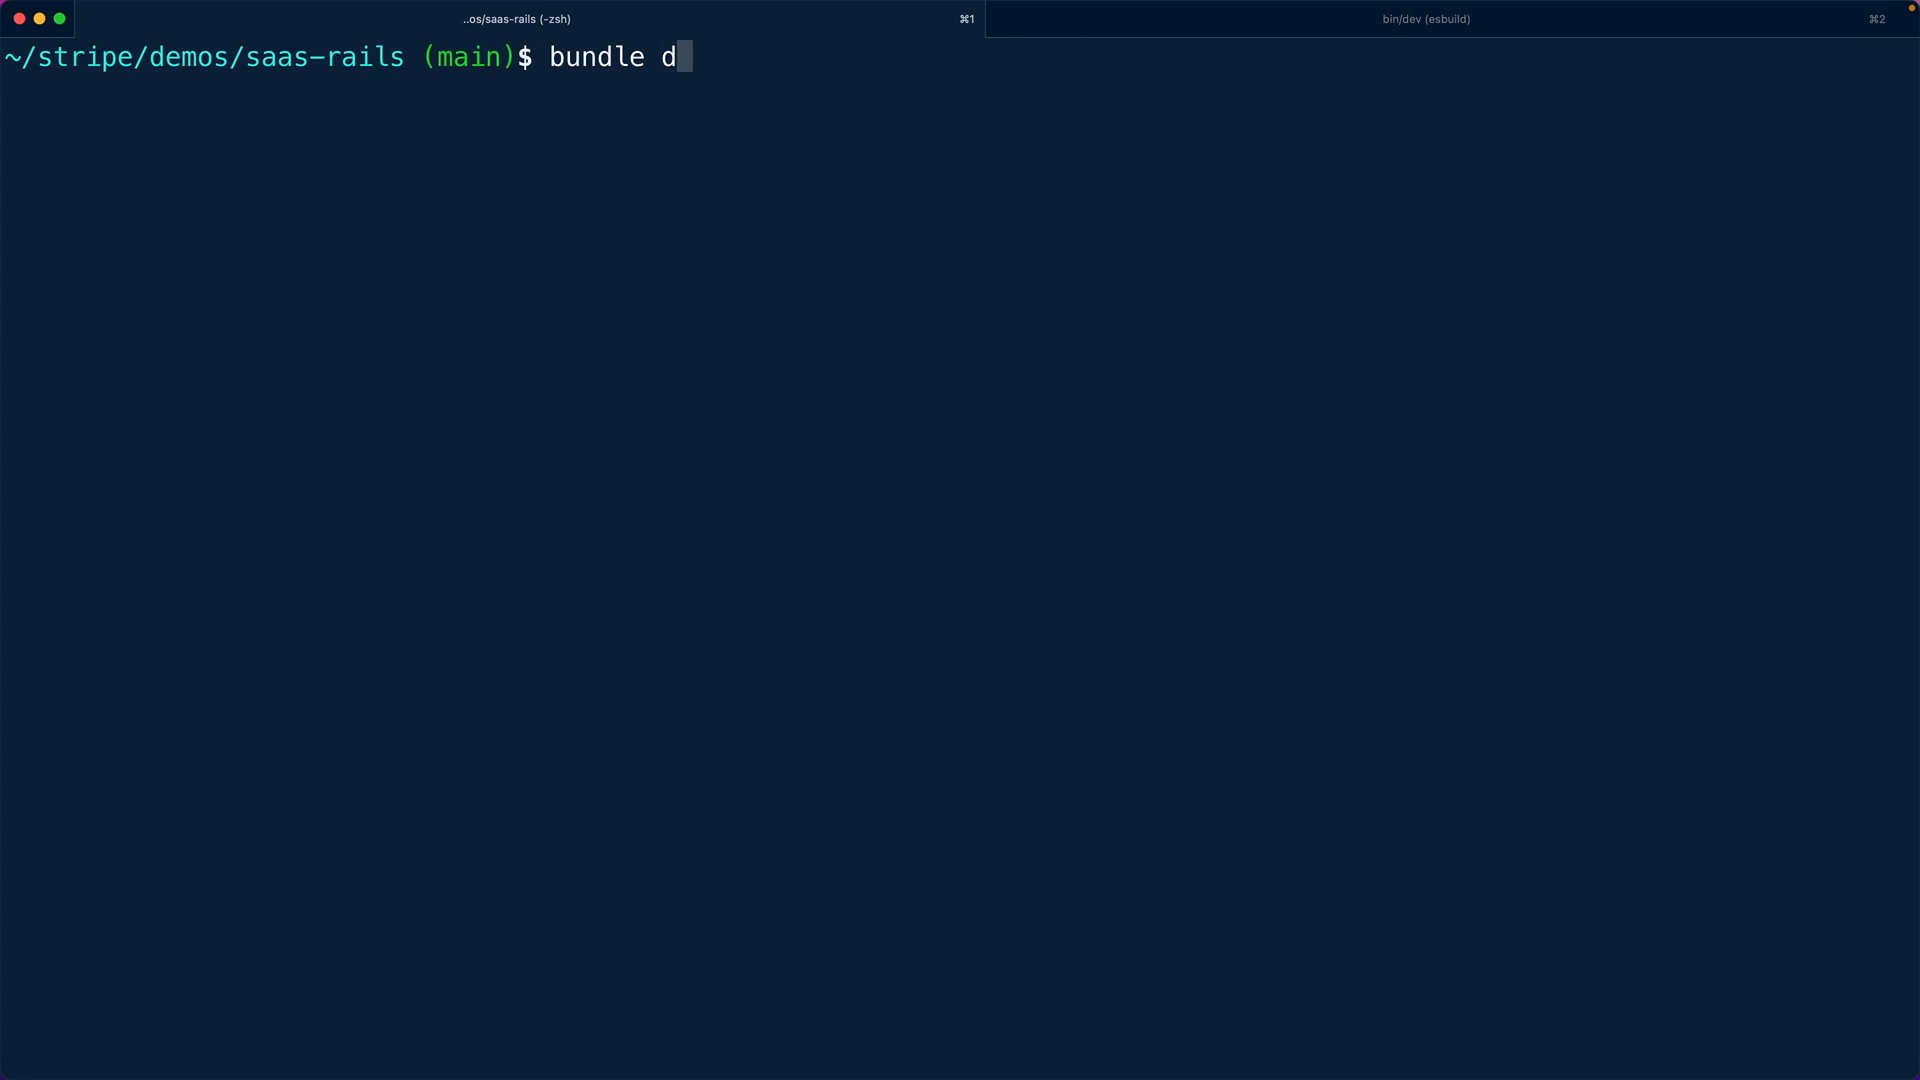 ..os/saas-rails (-zsh) ⌘1 bin/dev (esbuild) ⌘2
~/stripe/demos/saas-rails (main)$ bundle d